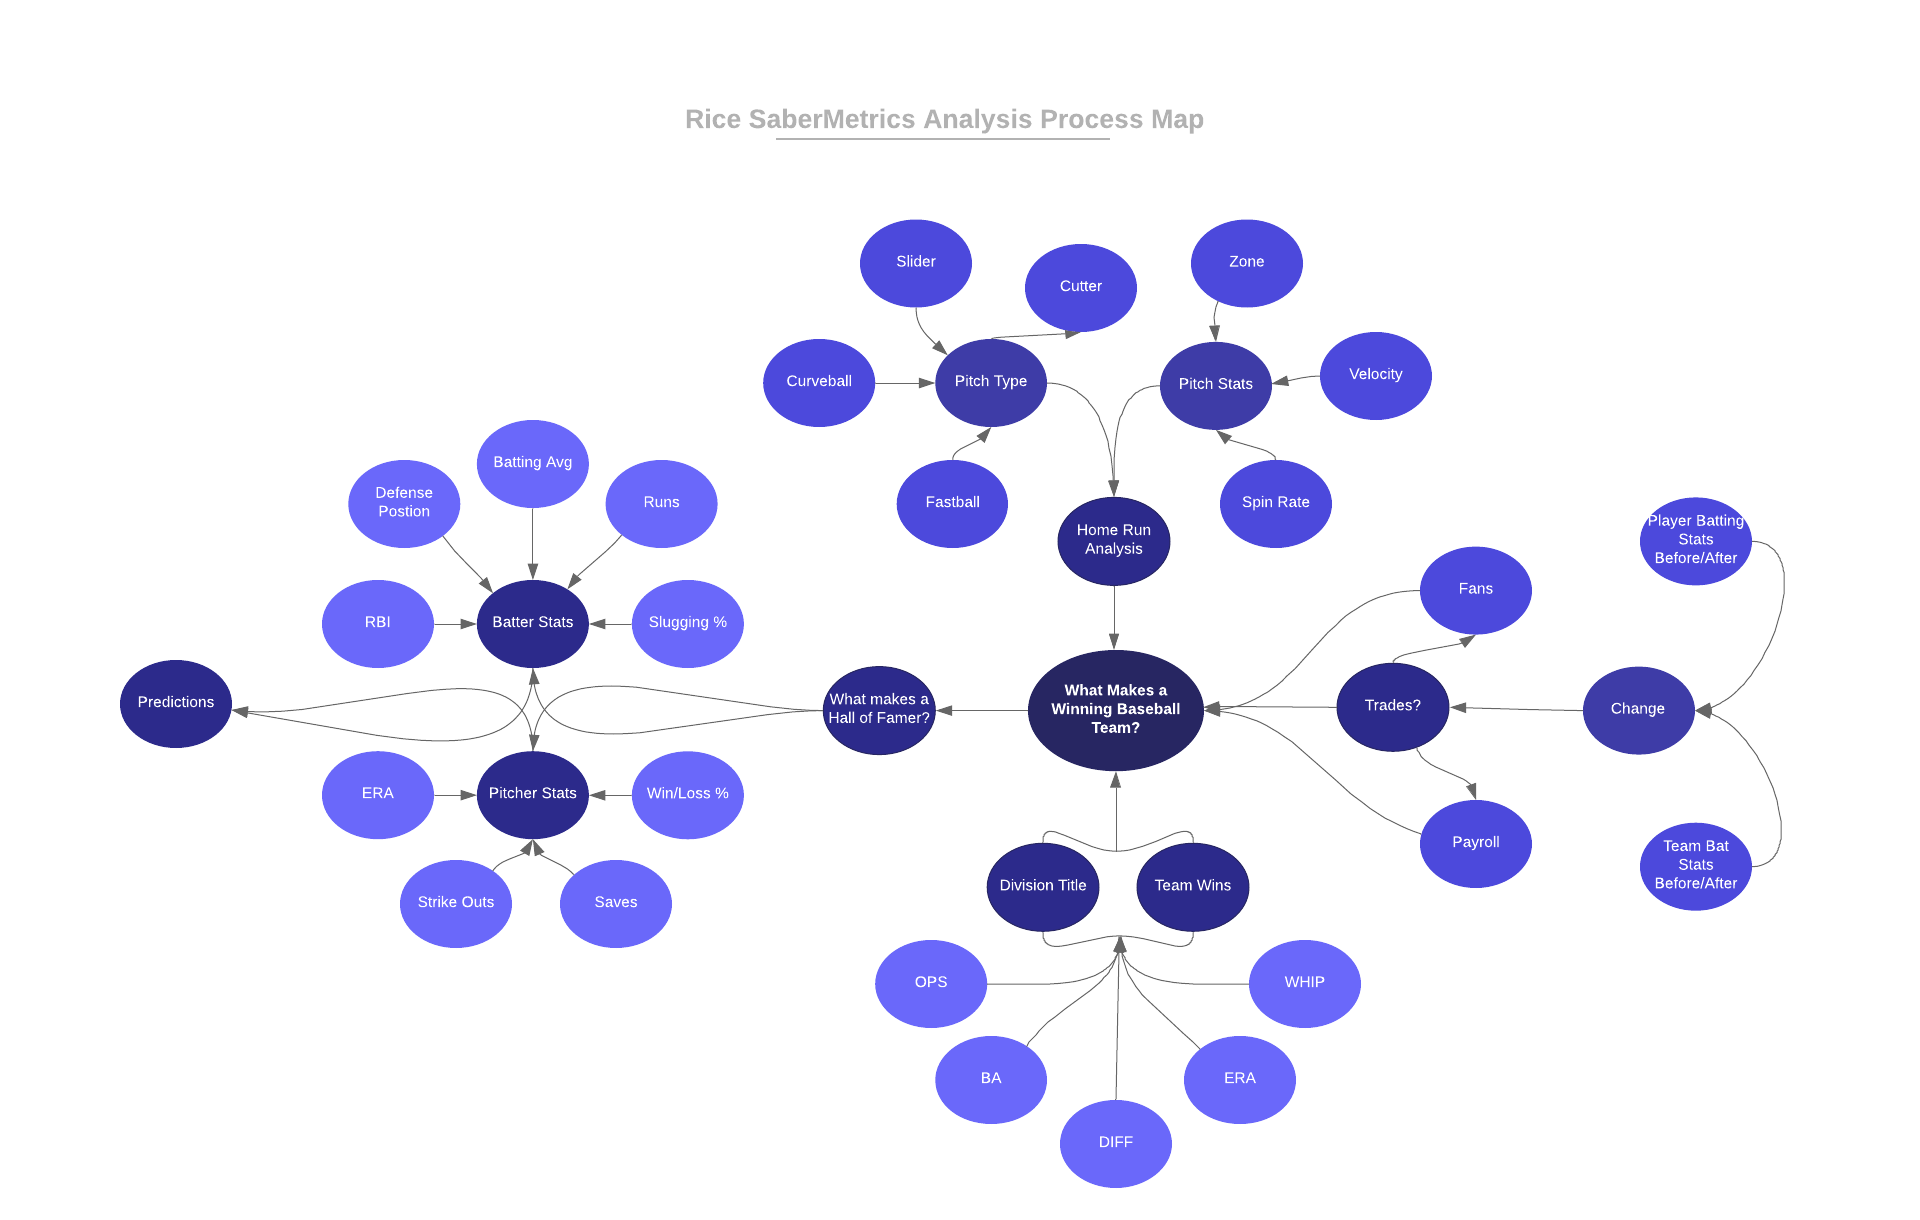 Rice SaberMetrics Analysis Process Map
Slider
Cutter
Zone
Curveball
Pitch Type
Pitch Stats
Velocity
Fastball
Spin Rate
Home Run
Analysis
Batting Avg
Defense
Postion
Runs
RBI
Batter Stats
Slugging %
Predictions
What makes a
Hall of Famer?
What Makes a
Winning Baseball
Team?
ERA
Pitcher Stats
Win/Loss %
Strike Outs
Saves
Fans
Trades?
Payroll
Change
Player Batting
Stats
Before/After
Team Bat
Stats
Before/After
Division Title
Team Wins
OPS
WHIP
BA
ERA
DIFF